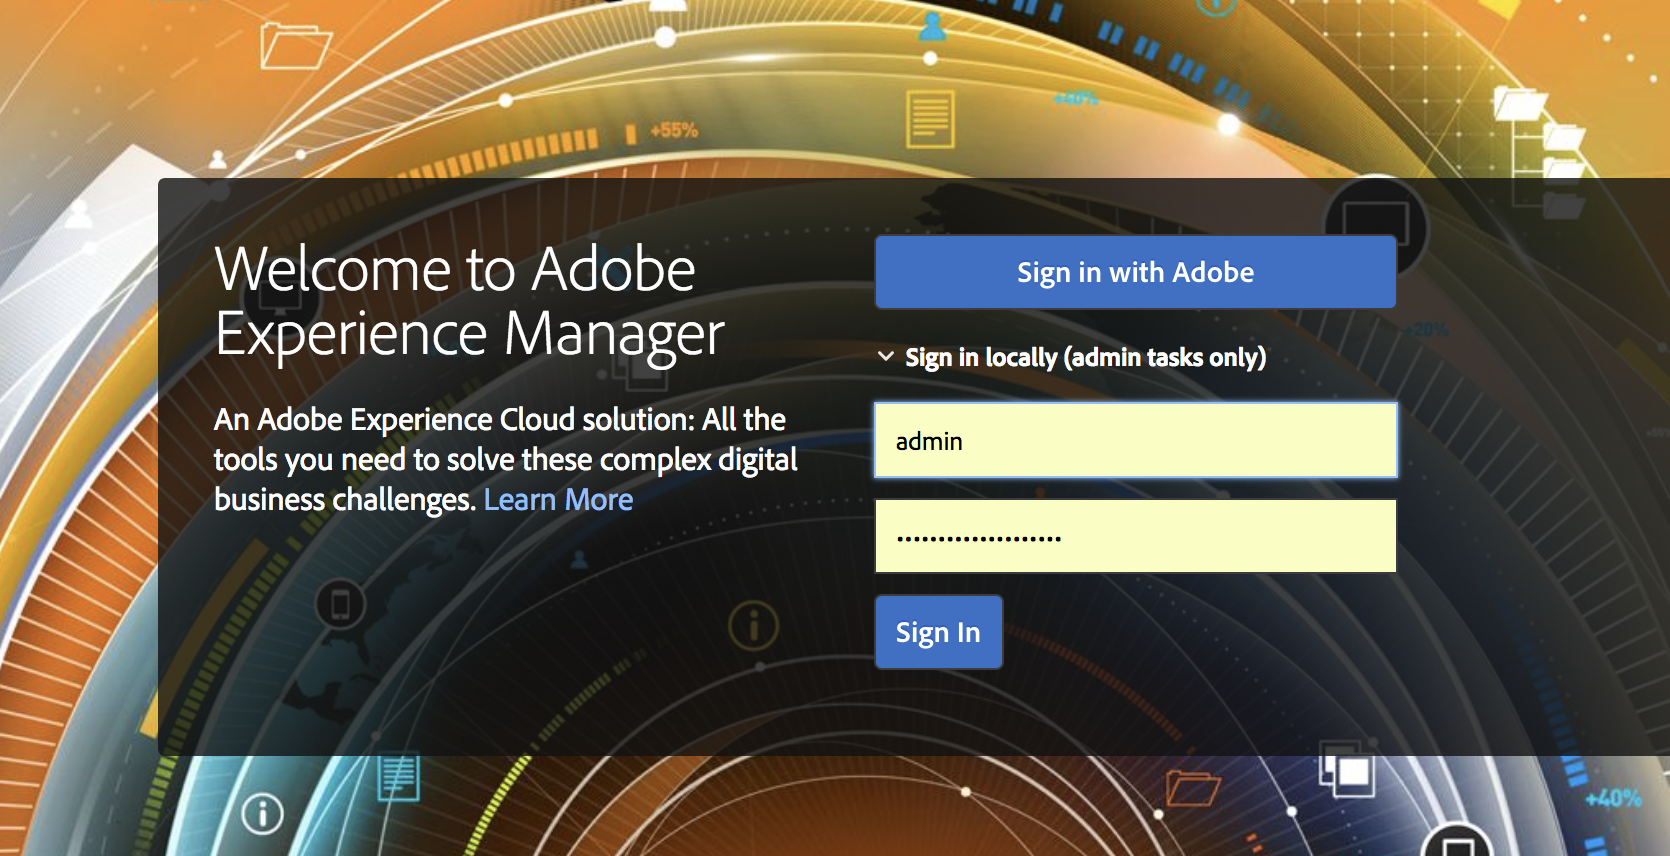 +55%
+40%
Welcome to Adobe
Experience Manager
An Adobe Experience Cloud solution: All the
tools you need to solve these complex digital
business challenges. Learn More
Sign in with Adobe
+20%
Sign in locally (admin tasks only)
admin
••••••••••••••••••••
Sign In
+40%